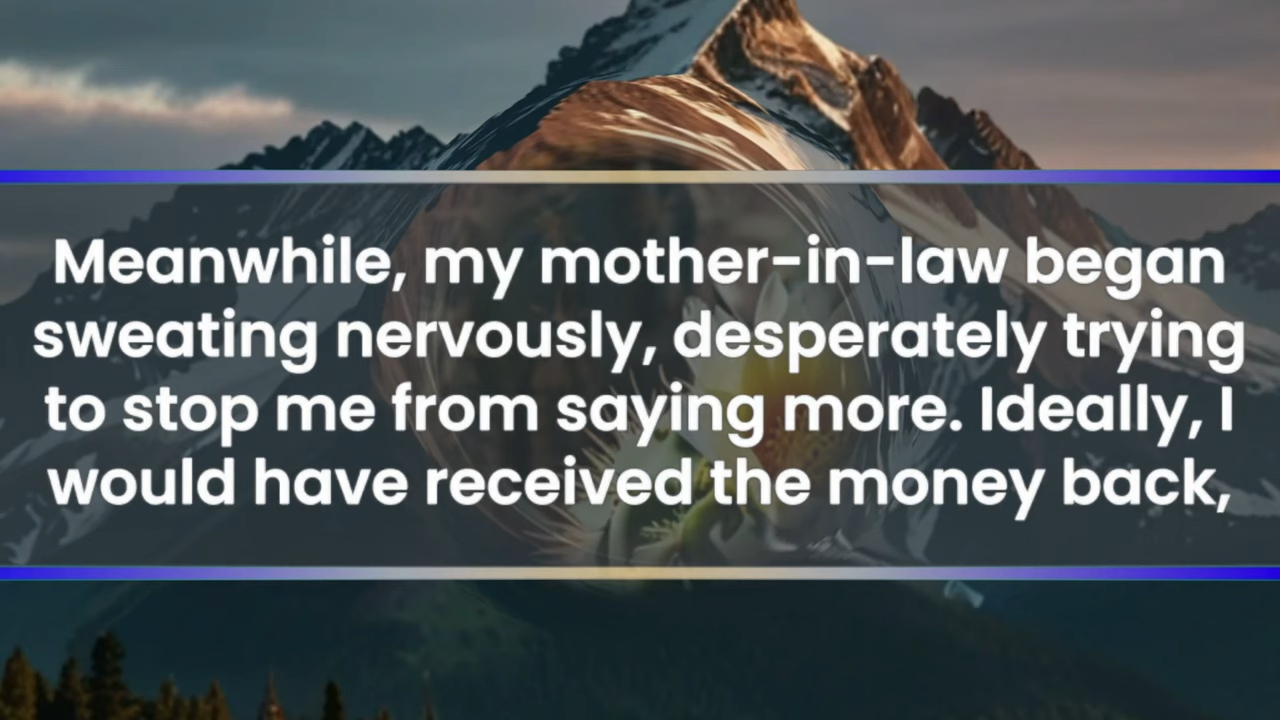 Meanwhile, my mother-in-law began
sweating nervously, desperately trying
to stop me from saying more. Ideally, I
would have received the money back,